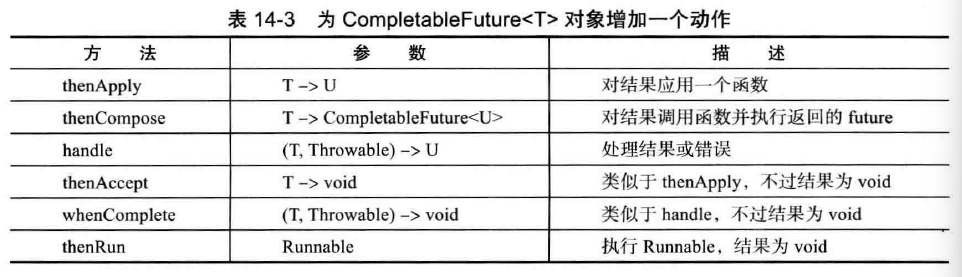 表 14-3 为 CompletableFuture<T> 对象增加一个动作
方 法 参 数 描 述
thenApply T –> U 对结果应用一个函数
thenCompose T –> CompletableFuture<U> 对结果调用函数并执行返回的 future
handle (T, Throwable) –> U 处理结果或错误
thenAccept T –> void 类似于 thenApply，不过结果为 void
whenComplete (T, Throwable) –> void 类似于 handle，不过结果为 void
thenRun Runnable 执行 Runnable，结果为 void